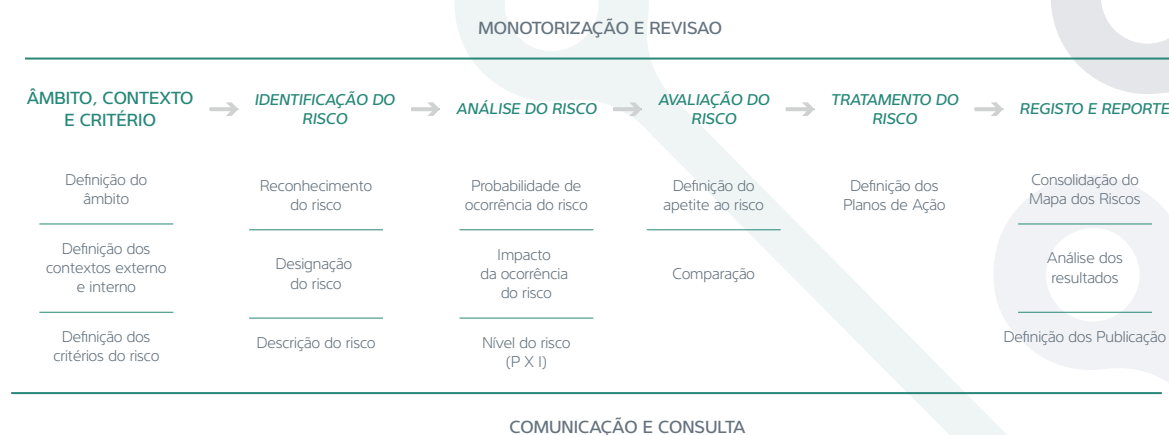 MONOTORIZAÇÃO E REVISAO
ÂMBITO, CONTEXTO
E CRITÉRIO
IDENTIFICAÇÃO DO
RISCO
ANÁLISE DO RISCO
AVALIAÇÃO DO
RISCO
TRATAMENTO DO
RISCO
REGISTO E REPORTE
Definição do
âmbito
Definição dos
contextos externo
e interno
Definição dos
critérios do risco
Reconhecimento
do risco
Designação
do risco
Descrição do risco
Probabilidade de
ocorrência do risco
Impacto
da ocorrência
do risco
Nível do risco
(P X I)
Definição do
apetite ao risco
Comparação
Definição dos
Planos de Ação
Consolidação do
Mapa dos Riscos
Análise dos
resultados
Definição dos Publicação
COMUNICAÇÃO E CONSULTA